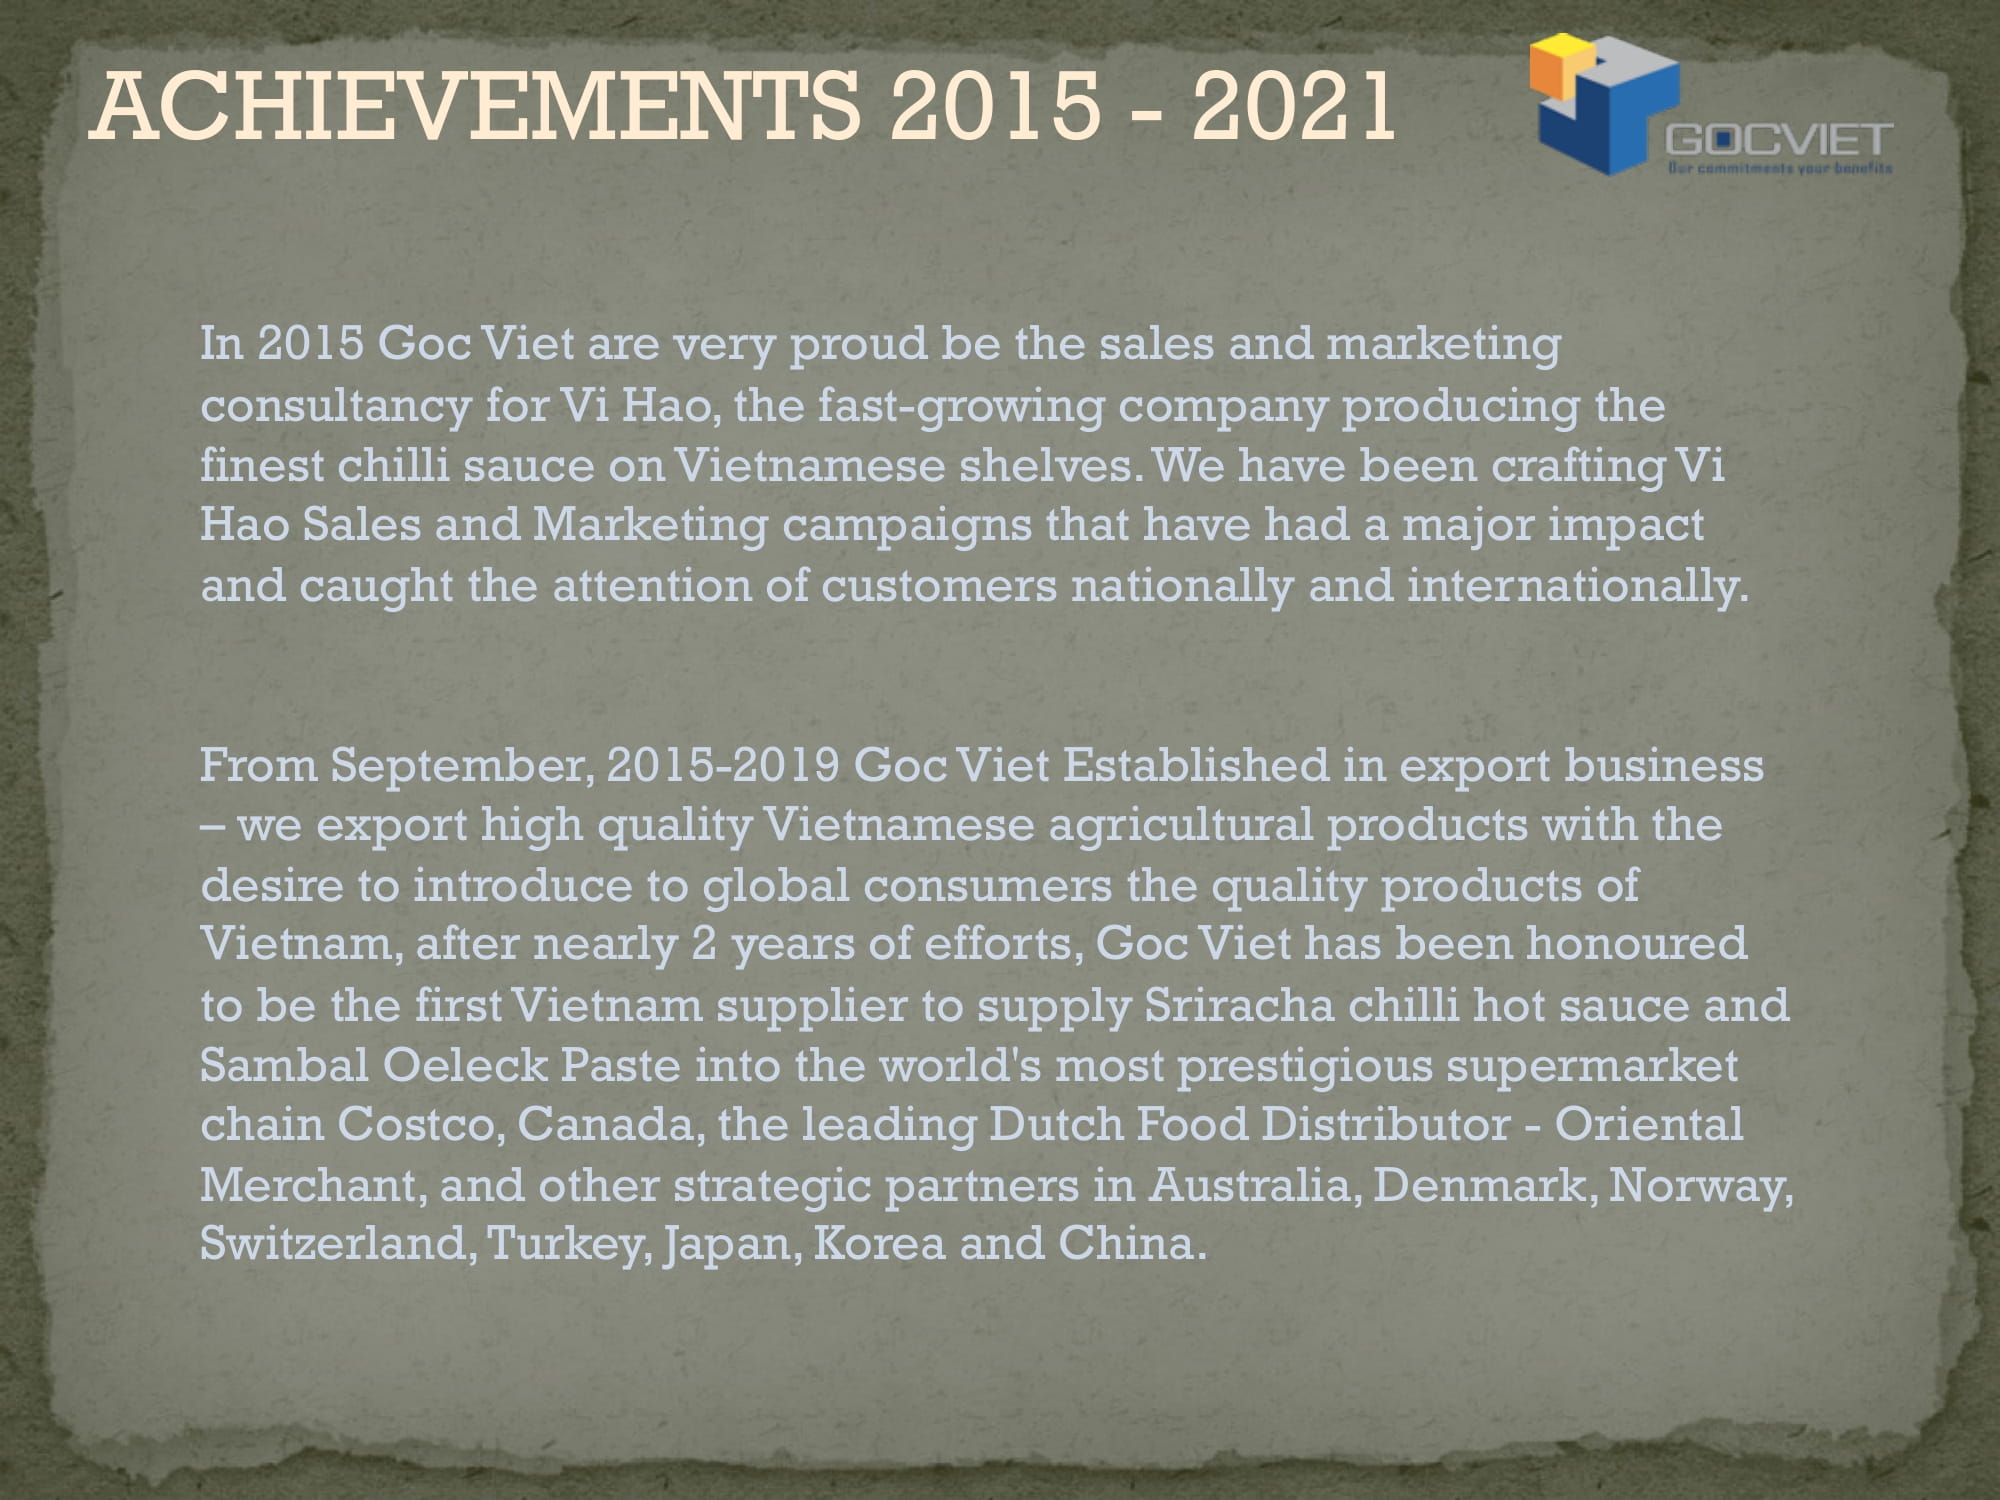 ACHIEVEMENTS 2015 - 2021
GOCVIET
Our commitments your benefits
In 2015 Goc Viet are very proud be the sales and marketing
consultancy for Vi Hao, the fast-growing company producing the
finest chilli sauce on Vietnamese shelves. We have been crafting Vi
Hao Sales and Marketing campaigns that have had a major impact
and caught the attention of customers nationally and internationally.
From September, 2015-2019 Goc Viet Established in export business
– we export high quality Vietnamese agricultural products with the
desire to introduce to global consumers the quality products of
Vietnam, after nearly 2 years of efforts, Goc Viet has been honoured
to be the first Vietnam supplier to supply Sriracha chilli hot sauce and
Sambal Oeleck Paste into the world's most prestigious supermarket
chain Costco, Canada, the leading Dutch Food Distributor - Oriental
Merchant, and other strategic partners in Australia, Denmark, Norway,
Switzerland, Turkey, Japan, Korea and China.